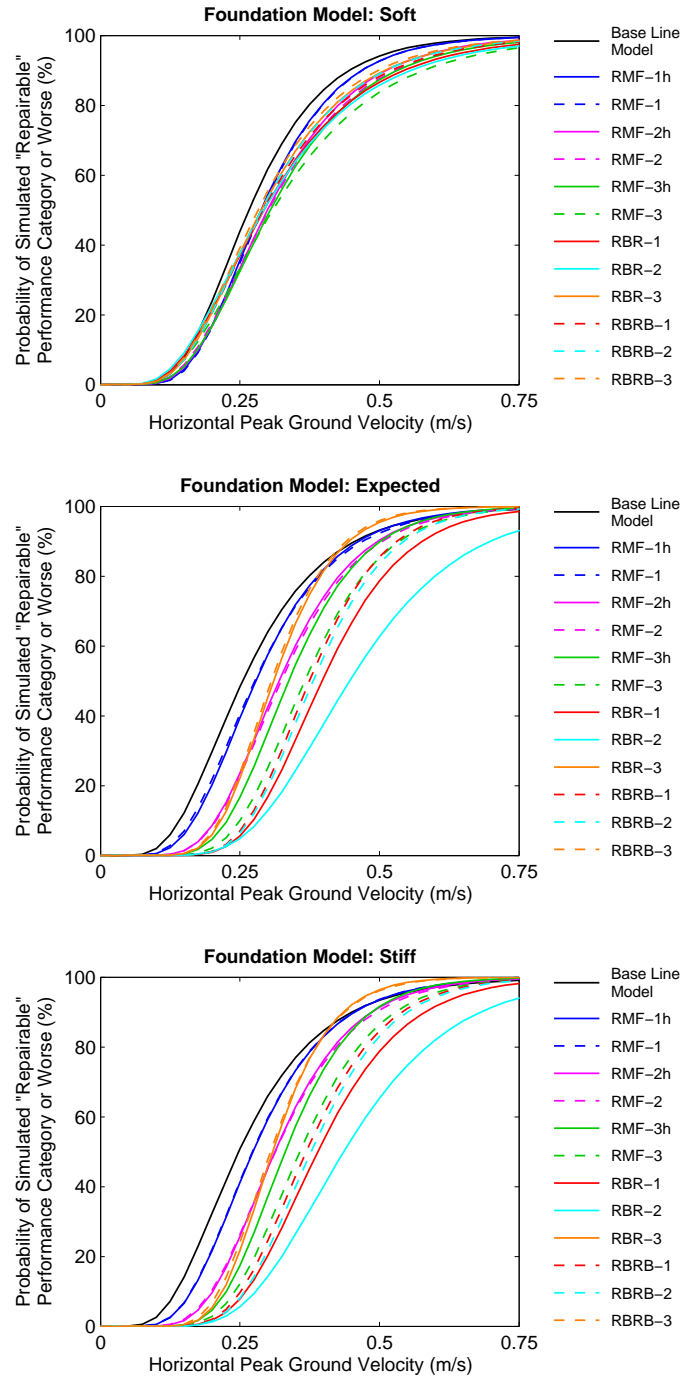 Foundation Model: Soft
100
80
60
40
20
0
0
0.25
0.5
0.75
Probability of Simulated "Repairable"
Performance Category or Worse (%)
Horizontal Peak Ground Velocity (m/s)
Base Line
Model
RMF−1h
RMF−1
RMF−2h
RMF−2
RMF−3h
RMF−3
RBR−1
RBR−2
RBR−3
RBRB−1
RBRB−2
RBRB−3
Foundation Model: Expected
100
80
60
40
20
0
0
0.25
0.5
0.75
Probability of Simulated "Repairable"
Performance Category or Worse (%)
Horizontal Peak Ground Velocity (m/s)
Base Line
Model
RMF−1h
RMF−1
RMF−2h
RMF−2
RMF−3h
RMF−3
RBR−1
RBR−2
RBR−3
RBRB−1
RBRB−2
RBRB−3
Foundation Model: Stiff
100
80
60
40
20
0
0
0.25
0.5
0.75
Probability of Simulated "Repairable"
Performance Category or Worse (%)
Horizontal Peak Ground Velocity (m/s)
Base Line
Model
RMF−1h
RMF−1
RMF−2h
RMF−2
RMF−3h
RMF−3
RBR−1
RBR−2
RBR−3
RBRB−1
RBRB−2
RBRB−3